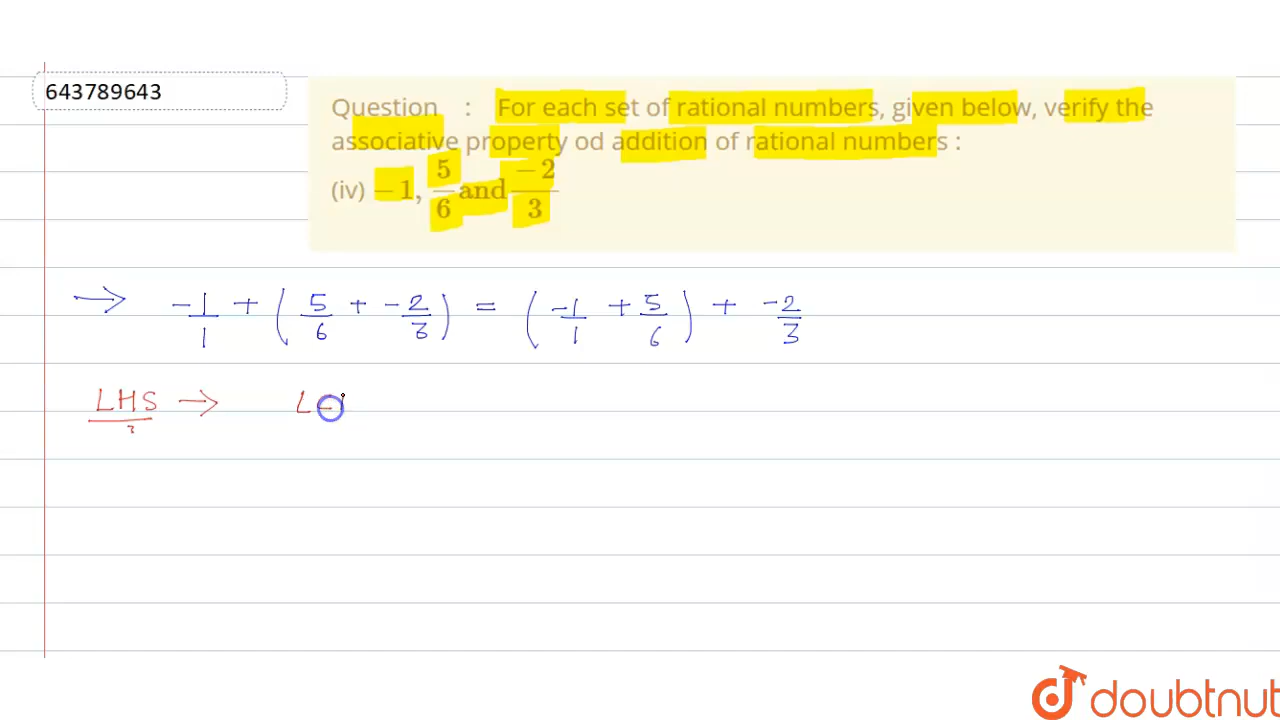 643789643
Question : For each set of rational numbers, given below, verify the
associative property od addition of rational numbers :
(iv) −1, 5/6 and −2/3
→ -1/1 + (5/6 + -2/3) = (-1/1 + 5/6) + -2/3
LHS →
doubtnut